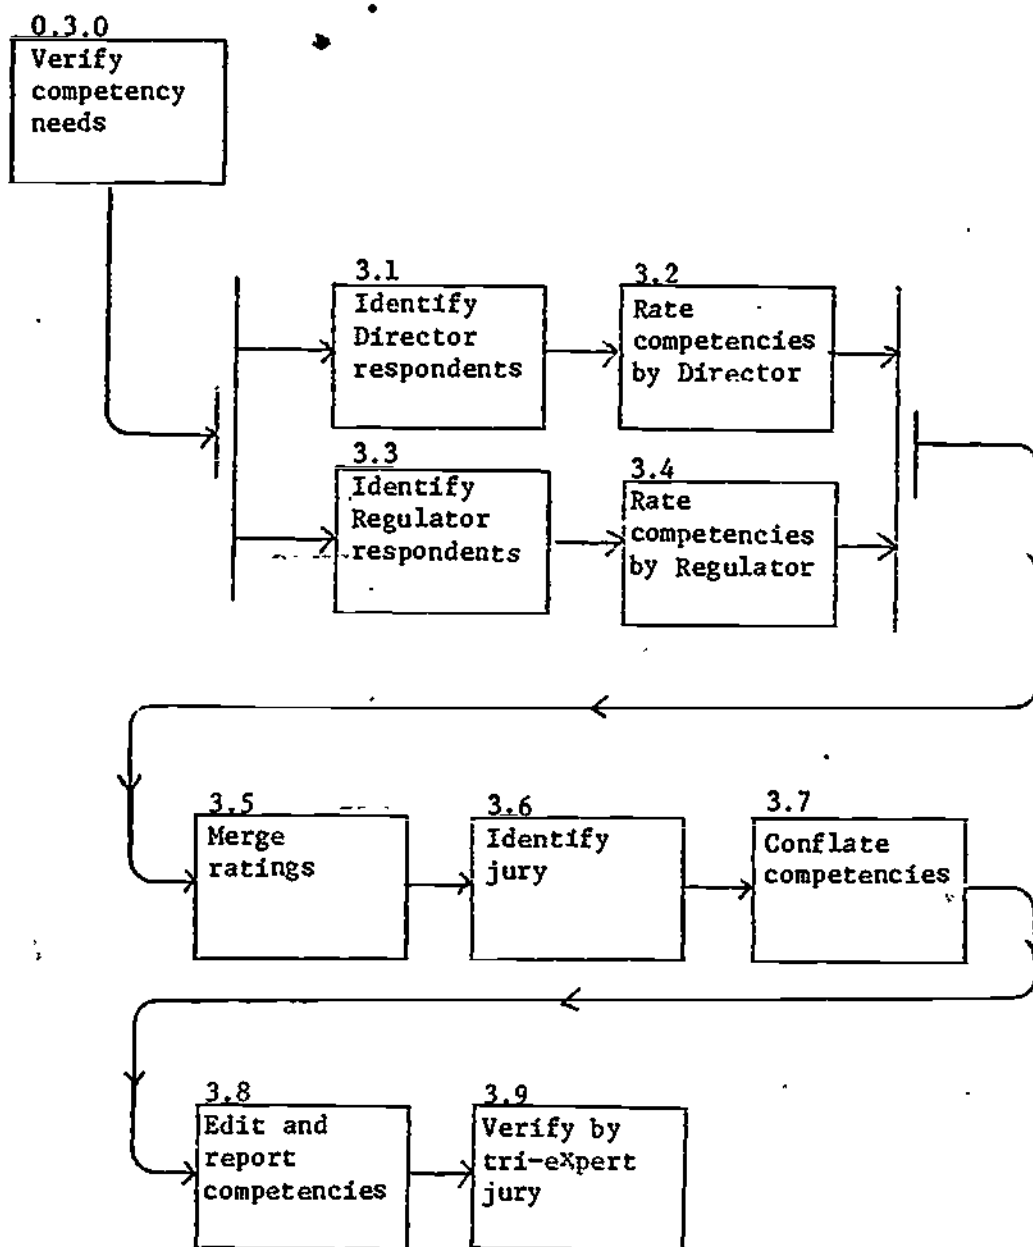 0.3.0
Verify
competency
needs
3.1
Identify
Director
respondents
3.2
Rate
competencies
by Director
3.3
Identify
Regulator
respondents
3.4
Rate
competencies
by Regulator
3.5
Merge
ratings
3.6
Identify
jury
3.7
Conflate
competencies
3.8
Edit and
report
competencies
3.9
Verify by
tri-eXpert
jury